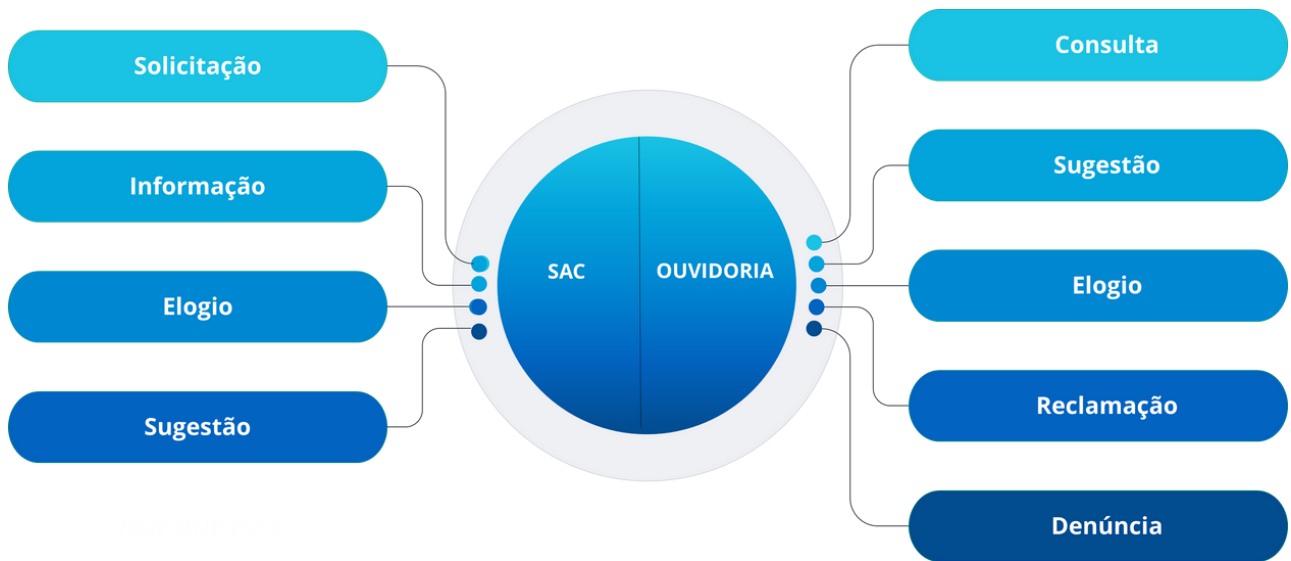 Solicitação
Informação
Elogio
Sugestão
SAC
OUVIDORIA
Consulta
Sugestão
Elogio
Reclamação
Denúncia